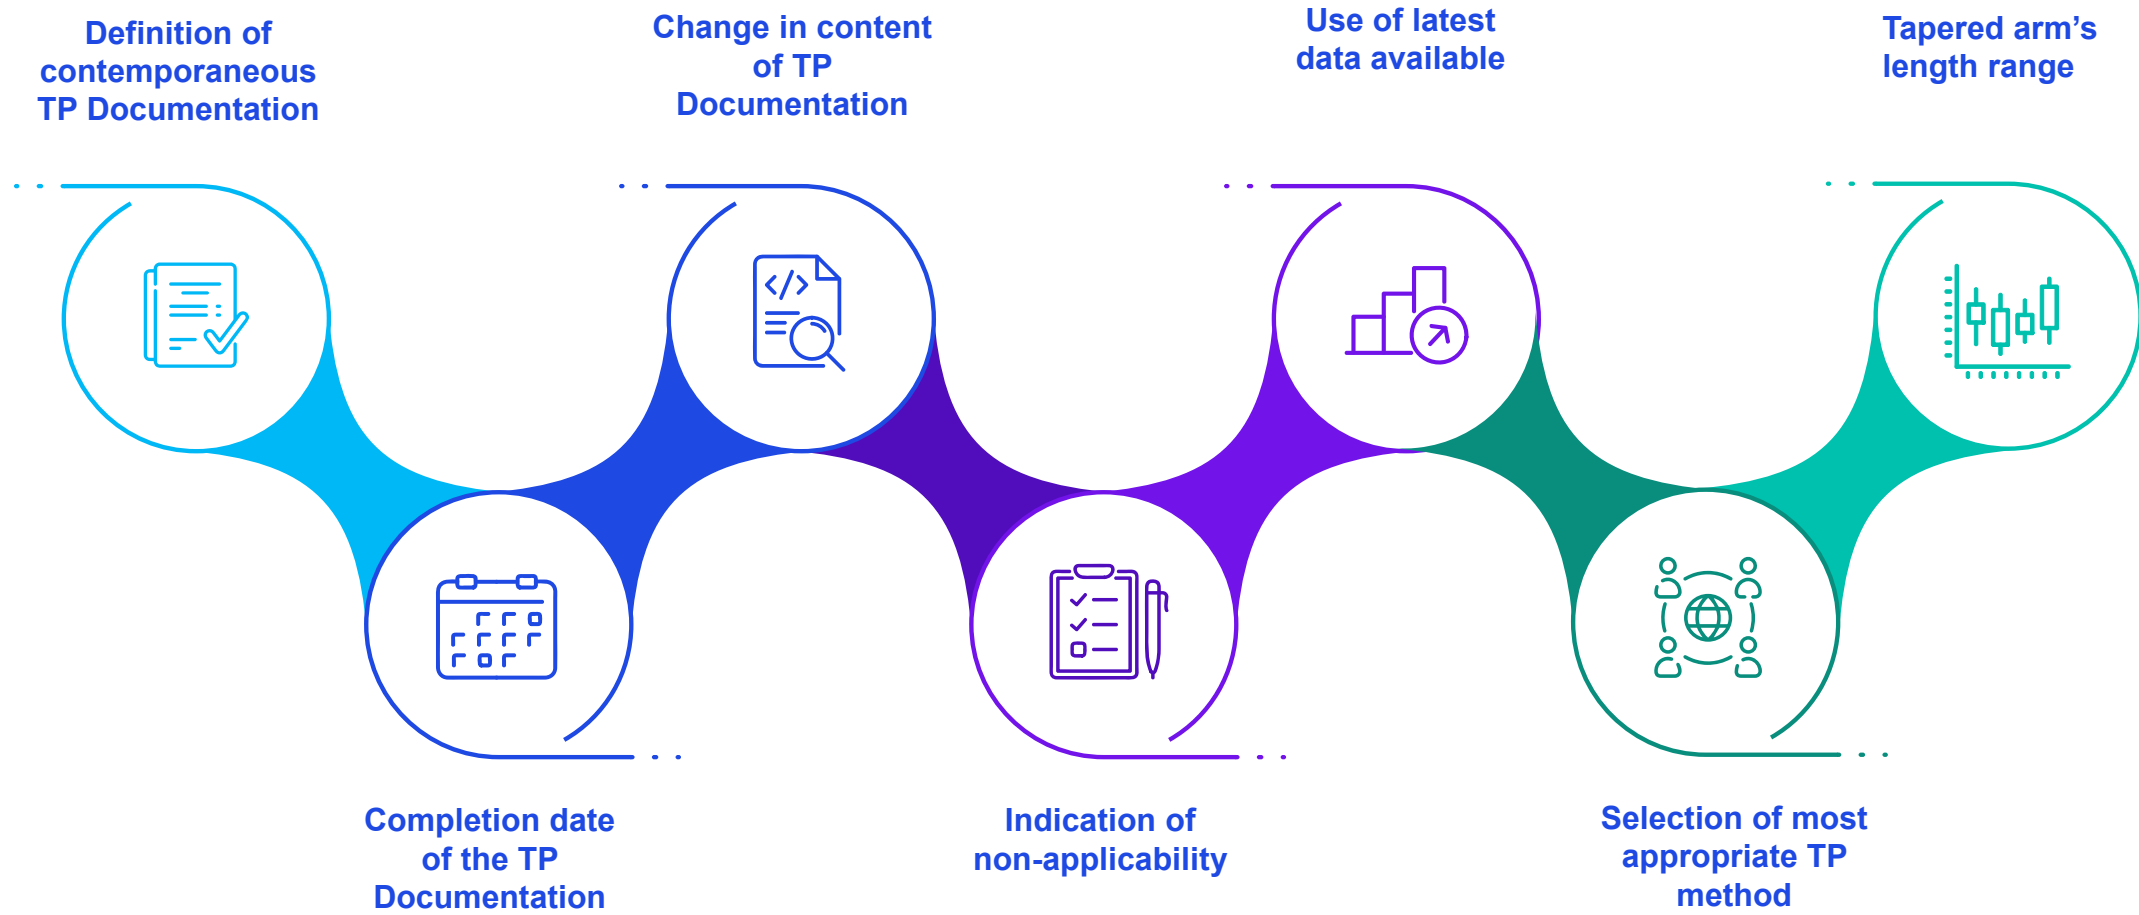 Definition of
contemporaneous
TP Documentation
Completion date
of the TP
Documentation
Change in content
of TP
Documentation
Indication of
non-applicability
Use of latest
data available
Selection of most
appropriate TP
method
Tapered arm’s
length range